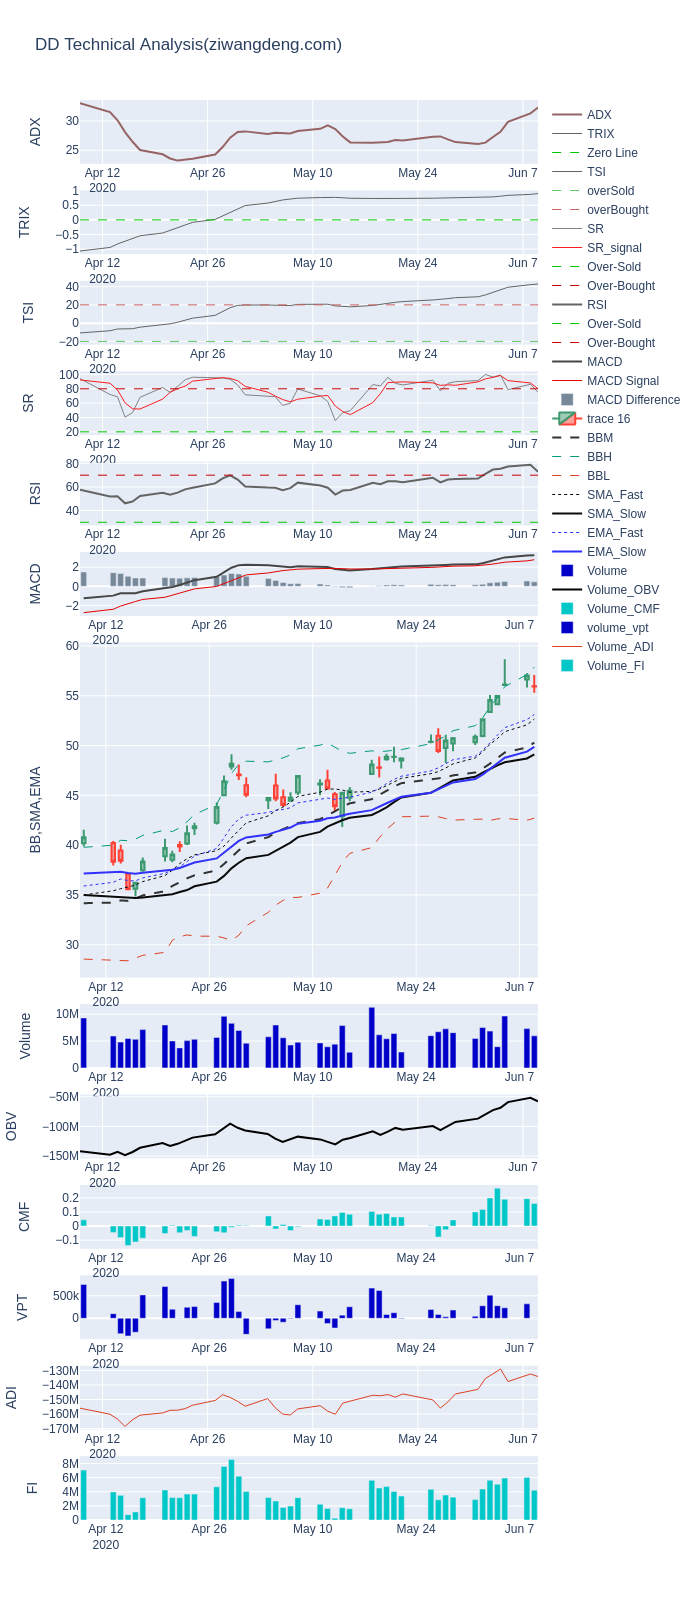 DD Technical Analysis(ziwangdeng.com)
ADX
30
25
Apr 12
2020
Apr 26
May 10
May 24
Jun 7
TRIX
1
0.5
0
−0.5
−1
Apr 12
2020
Apr 26
May 10
May 24
Jun 7
TSI
40
20
0
−20
Apr 12
2020
Apr 26
May 10
May 24
Jun 7
SR
100
80
60
40
20
Apr 12
2020
Apr 26
May 10
May 24
Jun 7
RSI
80
60
40
Apr 12
2020
Apr 26
May 10
May 24
Jun 7
MACD
2
0
−2
Apr 12
2020
Apr 26
May 10
May 24
Jun 7
BB,SMA,EMA
60
55
50
45
40
35
30
Apr 12
2020
Apr 26
May 10
May 24
Jun 7
Volume
10M
5M
0
Apr 12
2020
Apr 26
May 10
May 24
Jun 7
OBV
−50M
−100M
−150M
Apr 12
2020
Apr 26
May 10
May 24
Jun 7
CMF
0.2
0.1
0
−0.1
Apr 12
2020
Apr 26
May 10
May 24
Jun 7
VPT
500k
0
Apr 12
2020
Apr 26
May 10
May 24
Jun 7
ADI
−130M
−140M
−150M
−160M
−170M
Apr 12
2020
Apr 26
May 10
May 24
Jun 7
FI
8M
6M
4M
2M
0
Apr 12
2020
Apr 26
May 10
May 24
Jun 7
ADX
TRIX
Zero Line
TSI
overSold
overBought
SR
SR_signal
Over-Sold
Over-Bought
RSI
Over-Sold
Over-Bought
MACD
MACD Signal
MACD Difference
trace 16
BBM
BBH
BBL
SMA_Fast
SMA_Slow
EMA_Fast
EMA_Slow
Volume
Volume_OBV
Volume_CMF
volume_vpt
Volume_ADI
Volume_FI